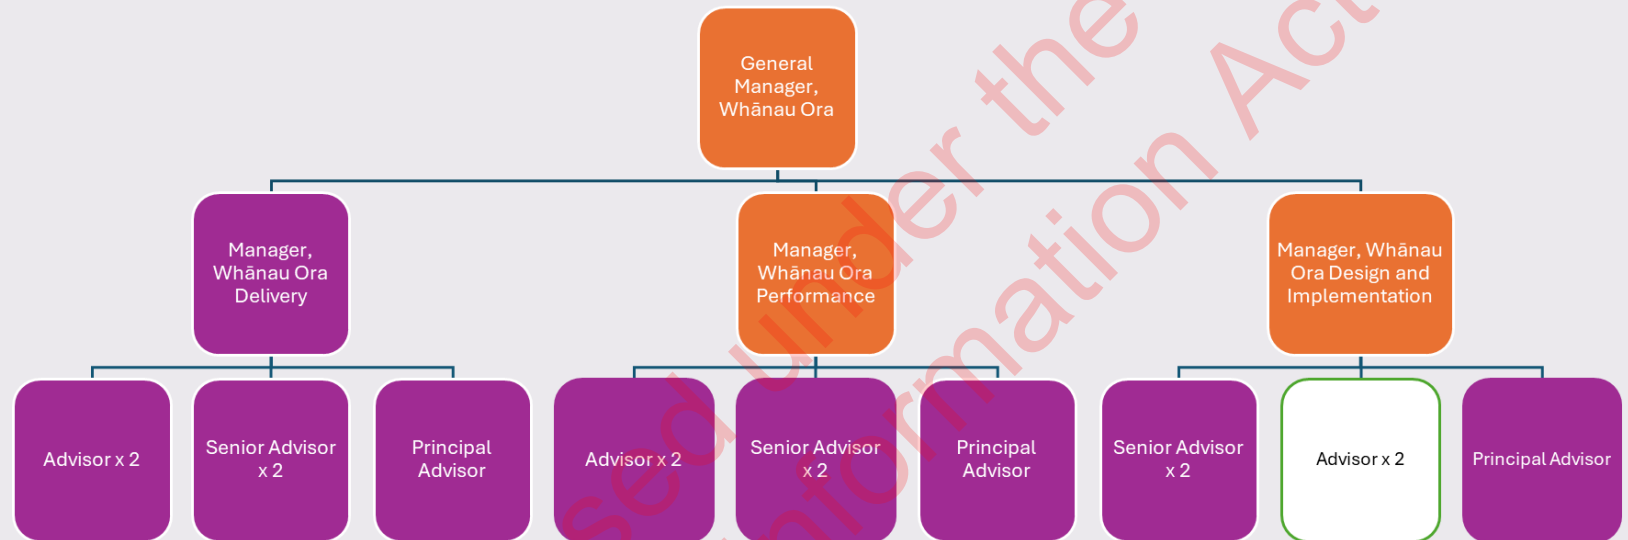 General
Manager,
Whānau Ora
Manager,
Whānau Ora
Delivery
Manager,
Whānau Ora
Performance
Manager, Whānau
Ora Design and
Implementation
Advisor x 2
Senior Advisor
x 2
Principal
Advisor
Advisor x 2
Senior Advisor
x 2
Principal
Advisor
Senior Advisor
x 2
Advisor x 2
Principal Advisor
sed under the
nformation Act